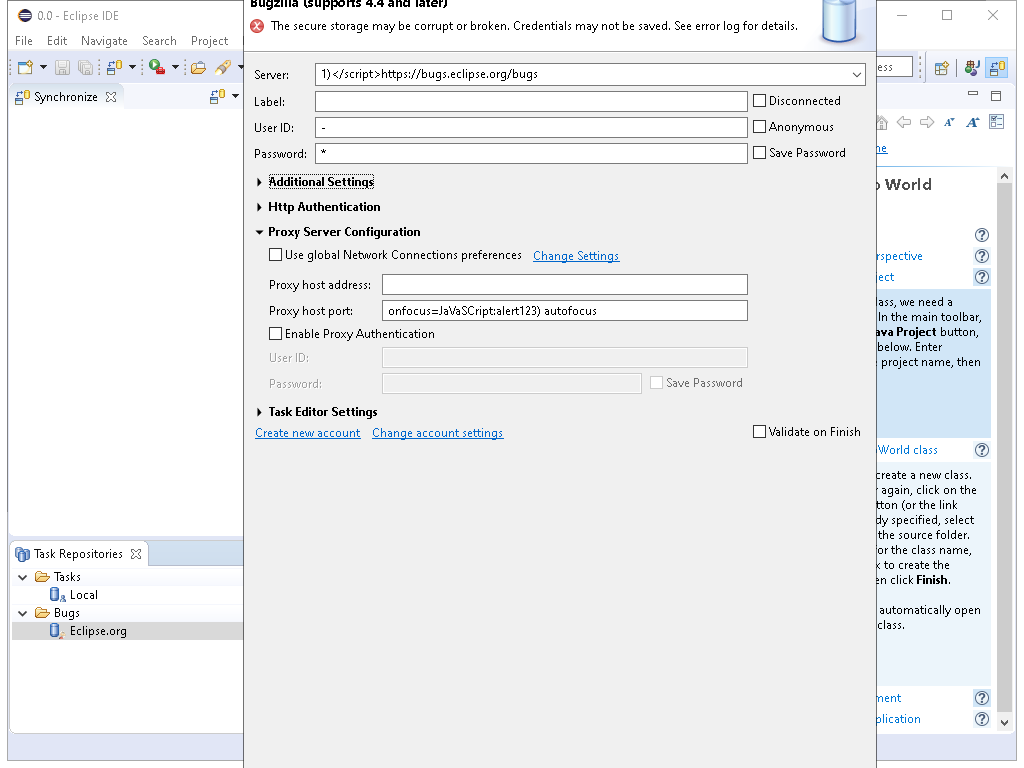 0.0 - Eclipse IDE
File Edit Navigate Search Project
Synchronize
Bugzilla (supports 4.4 and later)
The secure storage may be corrupt or broken. Credentials may not be saved. See error log for details.
Server: 1)</script>https://bugs.eclipse.org/bugs
Label: Disconnected
User ID: - Anonymous
Password: * Save Password
Additional Settings
Http Authentication
Proxy Server Configuration
Use global Network Connections preferences Change Settings
Proxy host address:
Proxy host port: onfocus=JaVaSCript:alert123) autofocus
Enable Proxy Authentication
User ID:
Password: Save Password
Task Editor Settings
Create new account Change account settings Validate on Finish
Task Repositories
Tasks
Local
Bugs
Eclipse.org
ess
me
o World
rspective
ect
lass, we need a
In the main toolbar,
ava Project button,
below. Enter
project name, then
World class
create a new class.
again, click on the
tton (or the link
dy specified, select
the source folder.
or the class name,
k to create the
en click Finish.
automatically open
class.
ment
plication